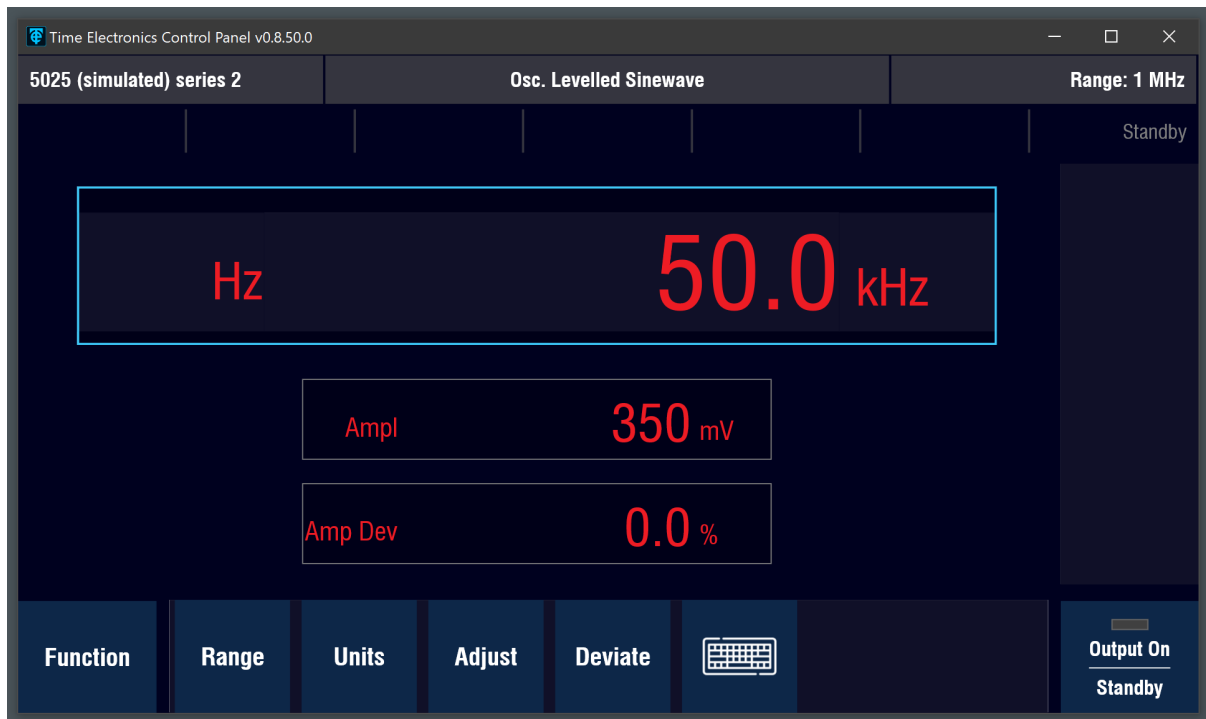 Time Electronics Control Panel v0.8.50.0
5025 (simulated) series 2
Osc. Levelled Sinewave
Range: 1 MHz
Standby
Hz 50.0 kHz
Ampl 350 mV
Amp Dev 0.0 %
Function
Range
Units
Adjust
Deviate
Output On
Standby